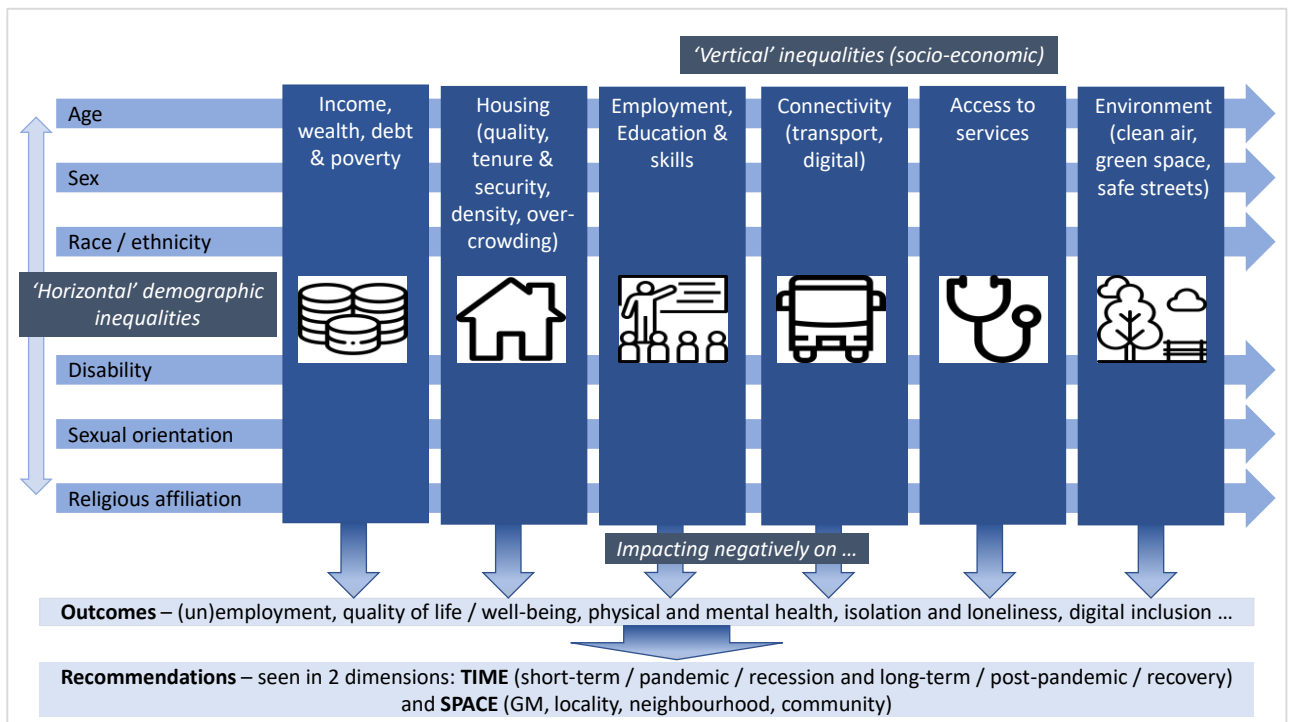 ‘Vertical’ inequalities (socio-economic)
Age
Sex
Race / ethnicity
‘Horizontal’ demographic
inequalities
Disability
Sexual orientation
Religious affiliation
Income,
wealth, debt
& poverty
Housing
(quality,
tenure &
security,
density, over-
crowding)
Employment,
Education &
skills
Connectivity
(transport,
digital)
Access to
services
Environment
(clean air,
green space,
safe streets)
Impacting negatively on …
Outcomes – (un)employment, quality of life / well-being, physical and mental health, isolation and loneliness, digital inclusion …
Recommendations – seen in 2 dimensions: TIME (short-term / pandemic / recession and long-term / post-pandemic / recovery)
and SPACE (GM, locality, neighbourhood, community)